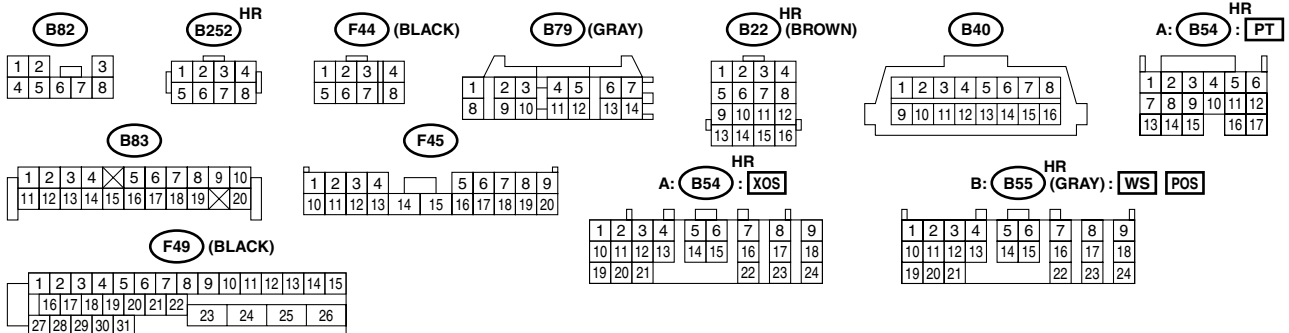 B82
1 2 3
4 5 6 7 8
B252 HR
1 2 3 4
5 6 7 8
F44 (BLACK)
1 2 3 4
5 6 7 8
B79 (GRAY)
1 2 3 4 5 6 7
8 9 10 11 12 13 14
B22 HR (BROWN)
1 2 3 4
5 6 7 8
9 10 11 12
13 14 15 16
B40
1 2 3 4 5 6 7 8
9 10 11 12 13 14 15 16
HR
A: B54 : PT
1 2 3 4 5 6
7 8 9 10 11 12
13 14 15 16 17
B83
1 2 3 4 5 6 7 8 9 10
11 12 13 14 15 16 17 18 19 20
F45
1 2 3 4 5 6 7 8 9
10 11 12 13 14 15 16 17 18 19 20
HR
A: B54 : XOS
1 2 3 4 5 6 7 8 9
10 11 12 13 14 15 16 17 18
19 20 21 22 23 24
HR
B: B55 (GRAY) : WS POS
1 2 3 4 5 6 7 8 9
10 11 12 13 14 15 16 17 18
19 20 21 22 23 24
F49 (BLACK)
1 2 3 4 5 6 7 8 9 10 11 12 13 14 15
16 17 18 19 20 21 22 23 24 25 26
27 28 29 30 31